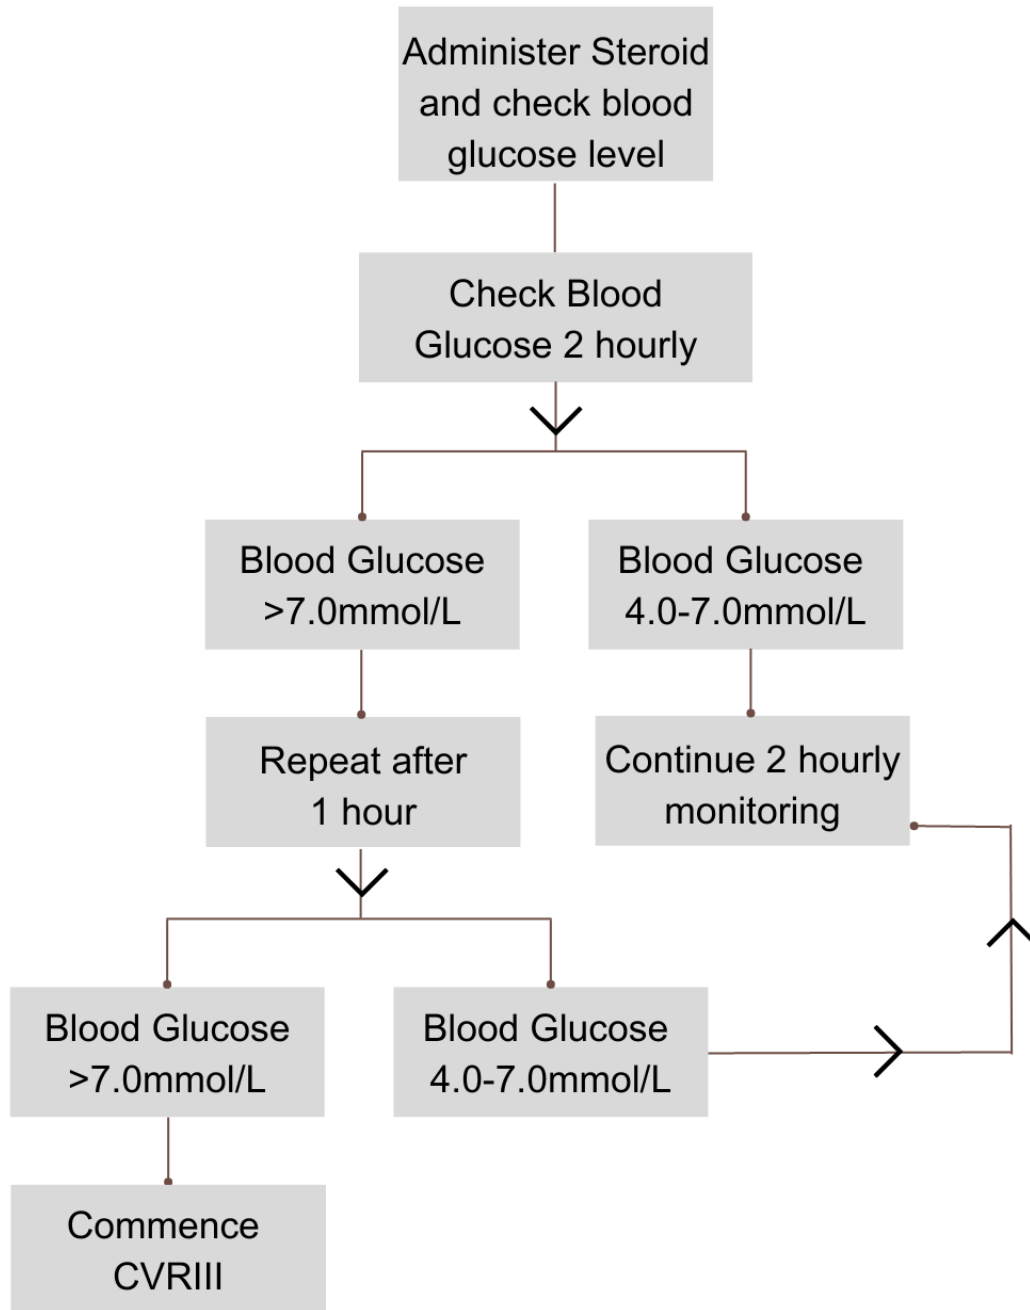 Administer Steroid
and check blood
glucose level
Check Blood
Glucose 2 hourly
Blood Glucose
>7.0mmol/L
Blood Glucose
4.0-7.0mmol/L
Repeat after
1 hour
Continue 2 hourly
monitoring
Blood Glucose
>7.0mmol/L
Blood Glucose
4.0-7.0mmol/L
Commence
CVRIII